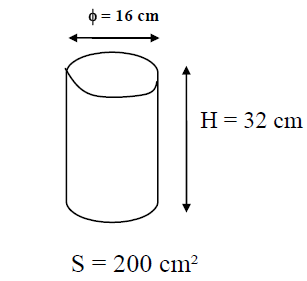 ϕ = 16 cm
H = 32 cm
S = 200 cm²